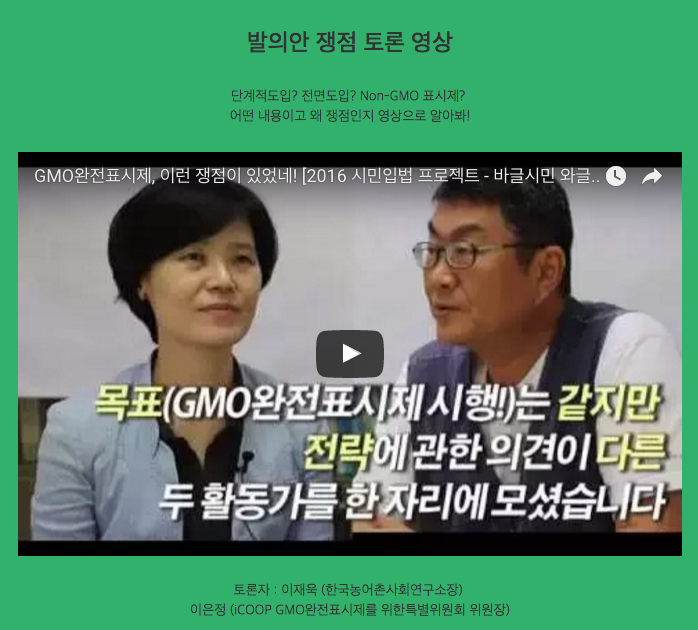 발의안 쟁점 토론 영상
단계적도입? 전면도입? Non-GMO 표시제?
어떤 내용이고 왜 쟁점인지 영상으로 알아봐!
GMO완전표시제, 이런 쟁점이 있었네! [2016 시민입법 프로젝트 - 바글시민 와글..
목표(GMO완전표시제 시행!)는 같지만
전략에 관한 의견이 다른
두 활동가를 한 자리에 모셨습니다
토론자 : 이재욱 (한국농어촌사회연구소장)
이은정 (iCOOP GMO완전표시제를 위한특별위원회 위원장)